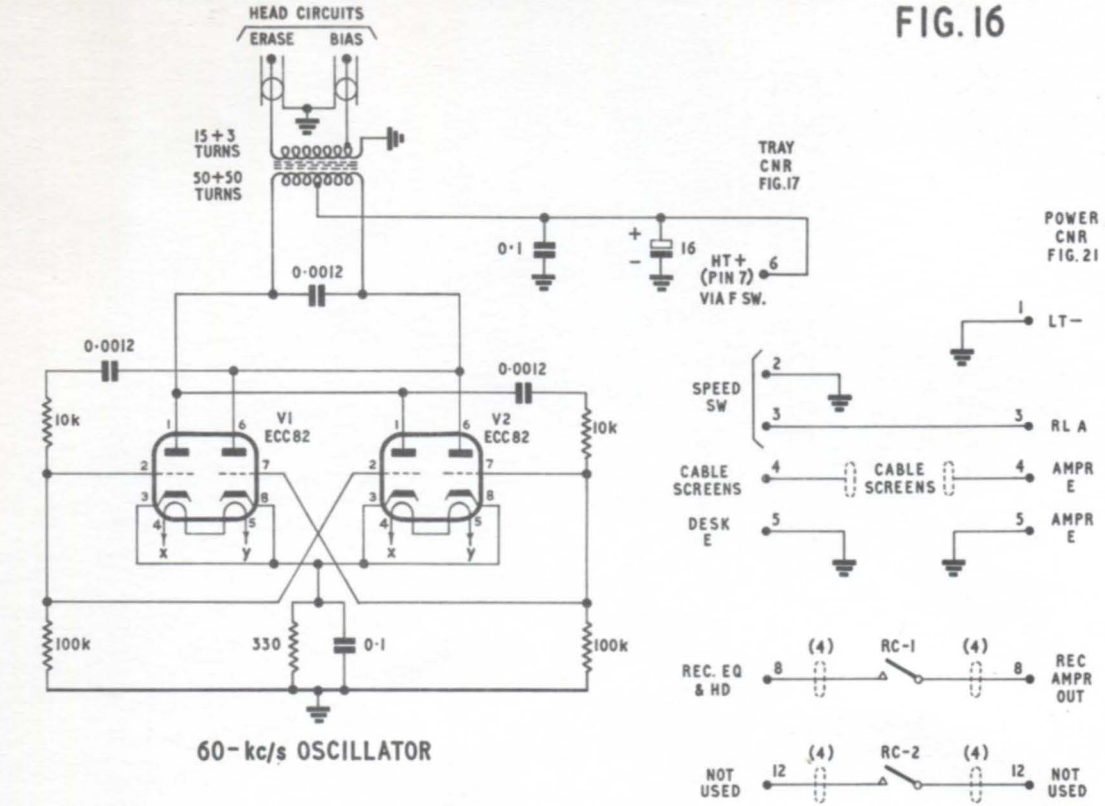 HEAD CIRCUITS
ERASE BIAS
FIG. 16
15+3
TURNS
50+50
TURNS
TRAY
CNR
FIG.17
POWER
CNR
FIG. 21
0·1
+
16
−
HT+
(PIN 7)
VIA F SW.
6
0·0012
1 LT−
0·0012
0·0012
SPEED
SW
2
3
3 RL A
10k
V1
ECC82
V2
ECC82
10k
1 6
1 6
2 7
2 7
3 8
3 8
4 5
4 5
x y
x y
CABLE
SCREENS
4
CABLE
SCREENS
4 AMPR
E
DESK
E
5
5 AMPR
E
100k
330
0·1
100k
REC. EQ
& HD
8 (4) RC-1 (4) 8
REC
AMPR
OUT
60-kc/s OSCILLATOR
NOT
USED
12 (4) RC-2 (4) 12
NOT
USED